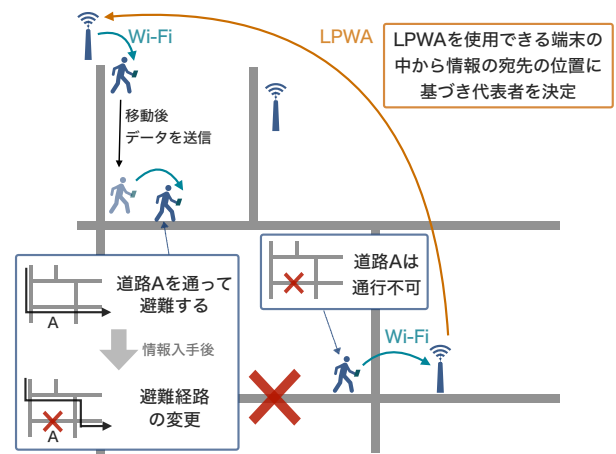 Wi-Fi
LPWA
LPWAを使用できる端末の
中から情報の宛先の位置に
基づき代表者を決定
移動後
データを送信
道路Aは
通行不可
道路Aを通って
避難する
A
情報入手後
Wi-Fi
避難経路
の変更
A